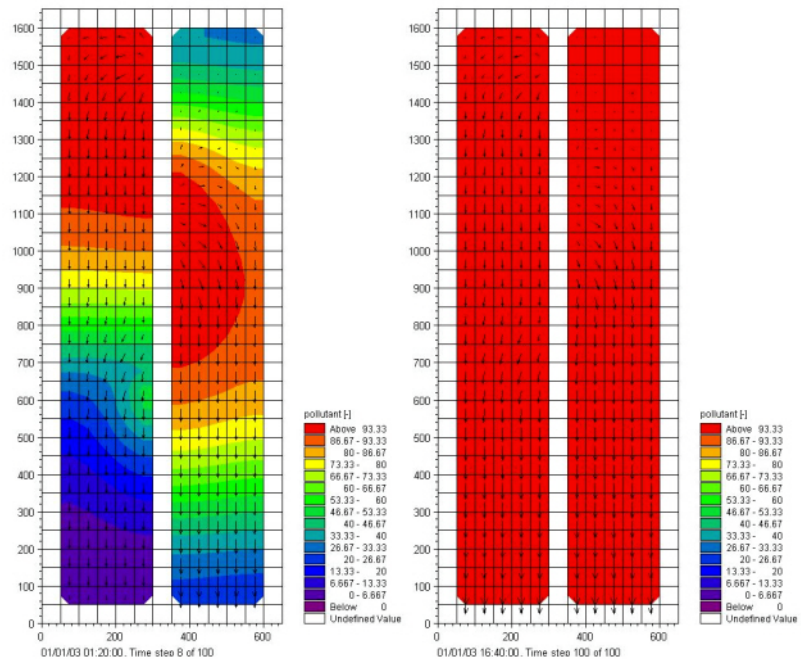 1600
1500
1400
1300
1200
1100
1000
900
800
700
600
500
400
300
200
100
0
0 200 400 600
01/01/03 01:20:00. Time step 8 of 100
pollutant [-]
Above 93.33
86.67 - 93.33
80 - 86.67
73.33 - 80
66.67 - 73.33
60 - 66.67
53.33 - 60
46.67 - 53.33
40 - 46.67
33.33 - 40
26.67 - 33.33
20 - 26.67
13.33 - 20
6.667 - 13.33
0 - 6.667
Below 0
Undefined Value
1600
1500
1400
1300
1200
1100
1000
900
800
700
600
500
400
300
200
100
0
0 200 400 600
01/01/03 16:40:00. Time step 100 of 100
pollutant [-]
Above 93.33
86.67 - 93.33
80 - 86.67
73.33 - 80
66.67 - 73.33
60 - 66.67
53.33 - 60
46.67 - 53.33
40 - 46.67
33.33 - 40
26.67 - 33.33
20 - 26.67
13.33 - 20
6.667 - 13.33
0 - 6.667
Below 0
Undefined Value